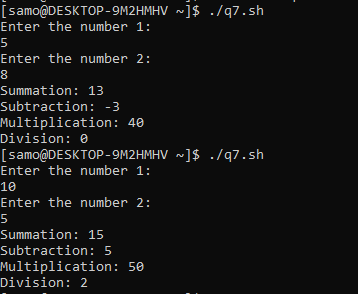 [samo@DESKTOP-9M2HMHV ~]$ ./q7.sh
Enter the number 1:
5
Enter the number 2:
8
Summation: 13
Subtraction: -3
Multiplication: 40
Division: 0
[samo@DESKTOP-9M2HMHV ~]$ ./q7.sh
Enter the number 1:
10
Enter the number 2:
5
Summation: 15
Subtraction: 5
Multiplication: 50
Division: 2